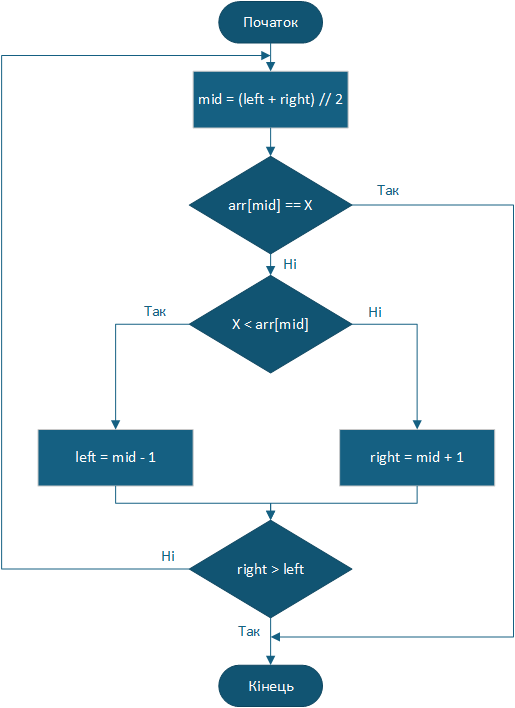 Початок
mid = (left + right) // 2
arr[mid] == X
Так
Ні
X < arr[mid]
Так
Ні
left = mid - 1
right = mid + 1
right > left
Ні
Так
Кінець